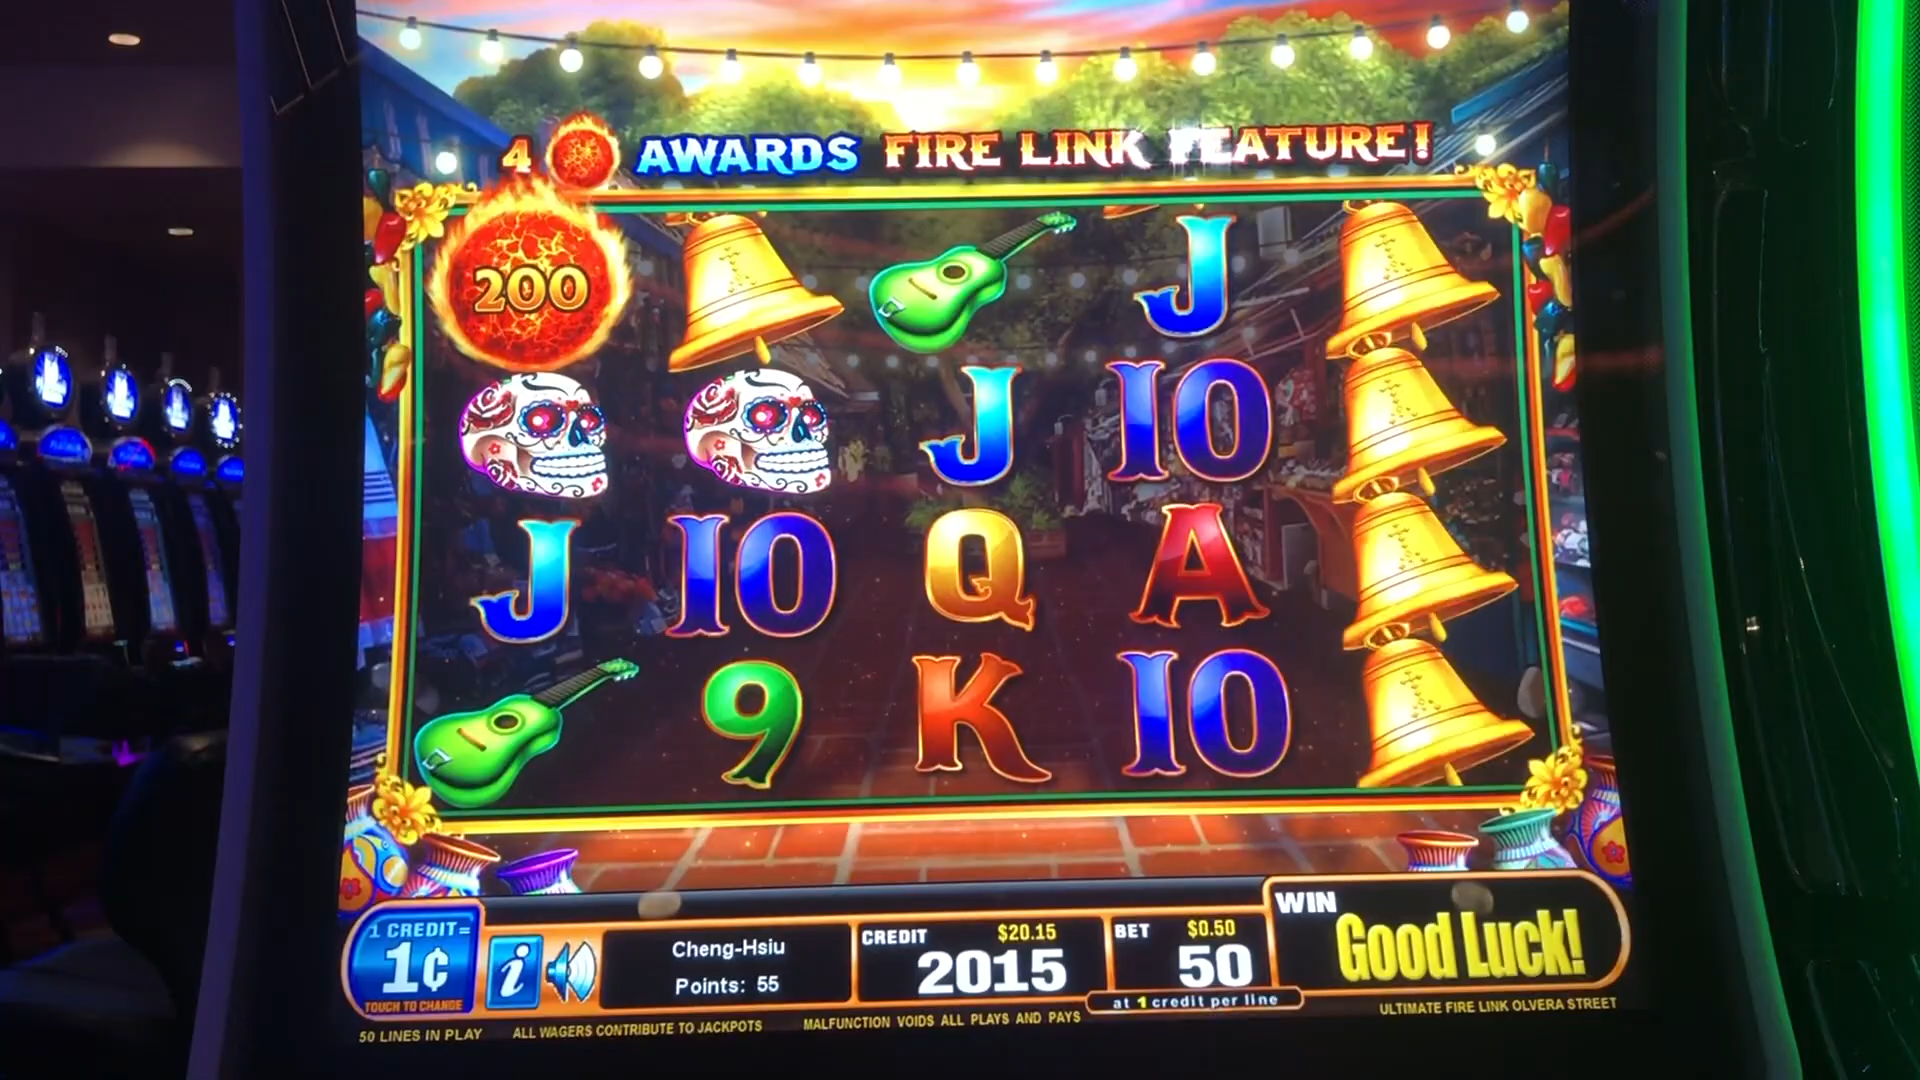 4 AWARDS FIRE LINK FEATURE!
200
J
J 10
J 10 Q A
9 K 10
1 CREDIT=
1¢
TOUCH TO CHANGE
i
Cheng-Hsiu
Points: 55
CREDIT $20.15
2015
BET $0.50
50
at 1 credit per line
WIN
Good Luck!
50 LINES IN PLAY ALL WAGERS CONTRIBUTE TO JACKPOTS MALFUNCTION VOIDS ALL PLAYS AND PAYS ULTIMATE FIRE LINK OLVERA STREET